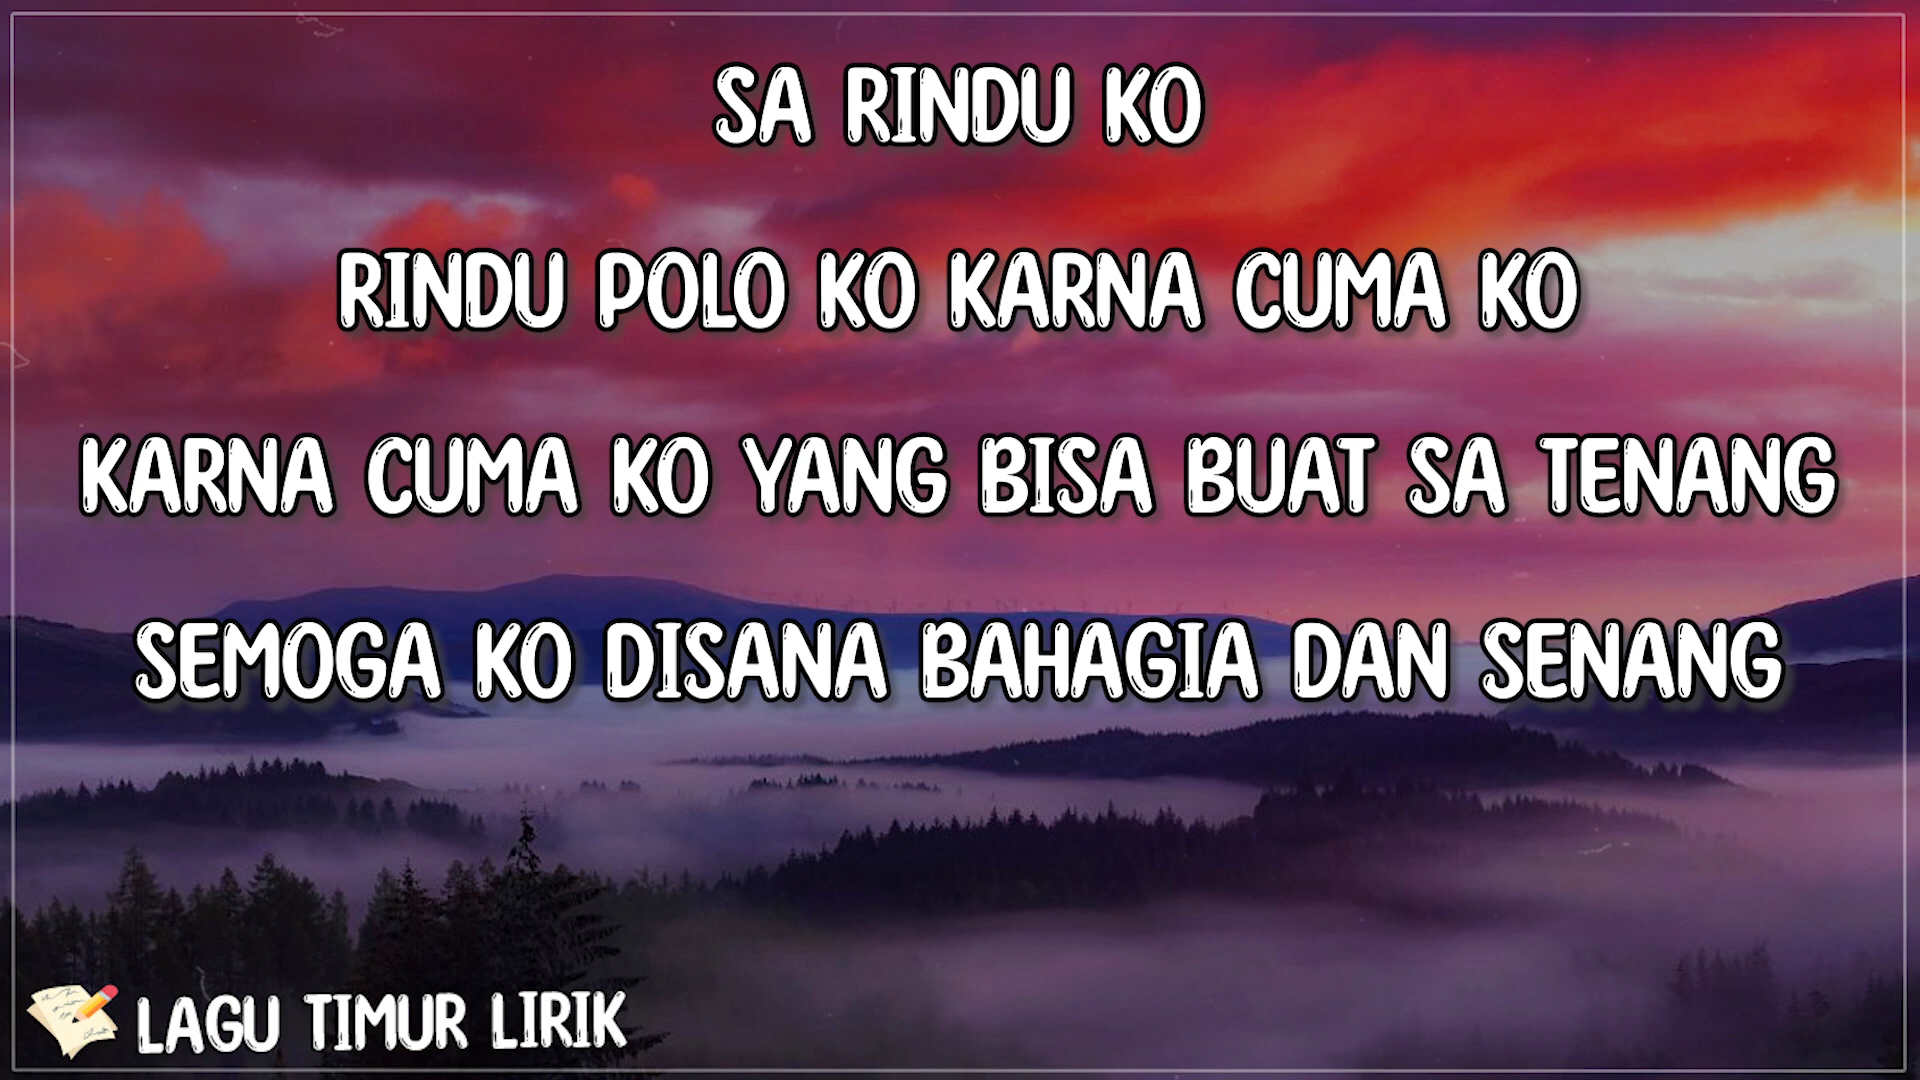 SA RINDU KO
RINDU POLO KO KARNA CUMA KO
KARNA CUMA KO YANG BISA BUAT SA TENANG
SEMOGA KO DISANA BAHAGIA DAN SENANG
LAGU TIMUR LIRIK